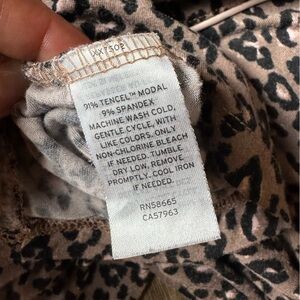 91% TENCEL™ MODAL
9% SPANDEX
MACHINE WASH COLD,
GENTLE CYCLE, WITH
LIKE COLORS. ONLY
NON-CHLORINE BLEACH
IF NEEDED. TUMBLE
DRY LOW. REMOVE
PROMPTLY. COOL IRON
IF NEEDED.
RN58665
CA57963